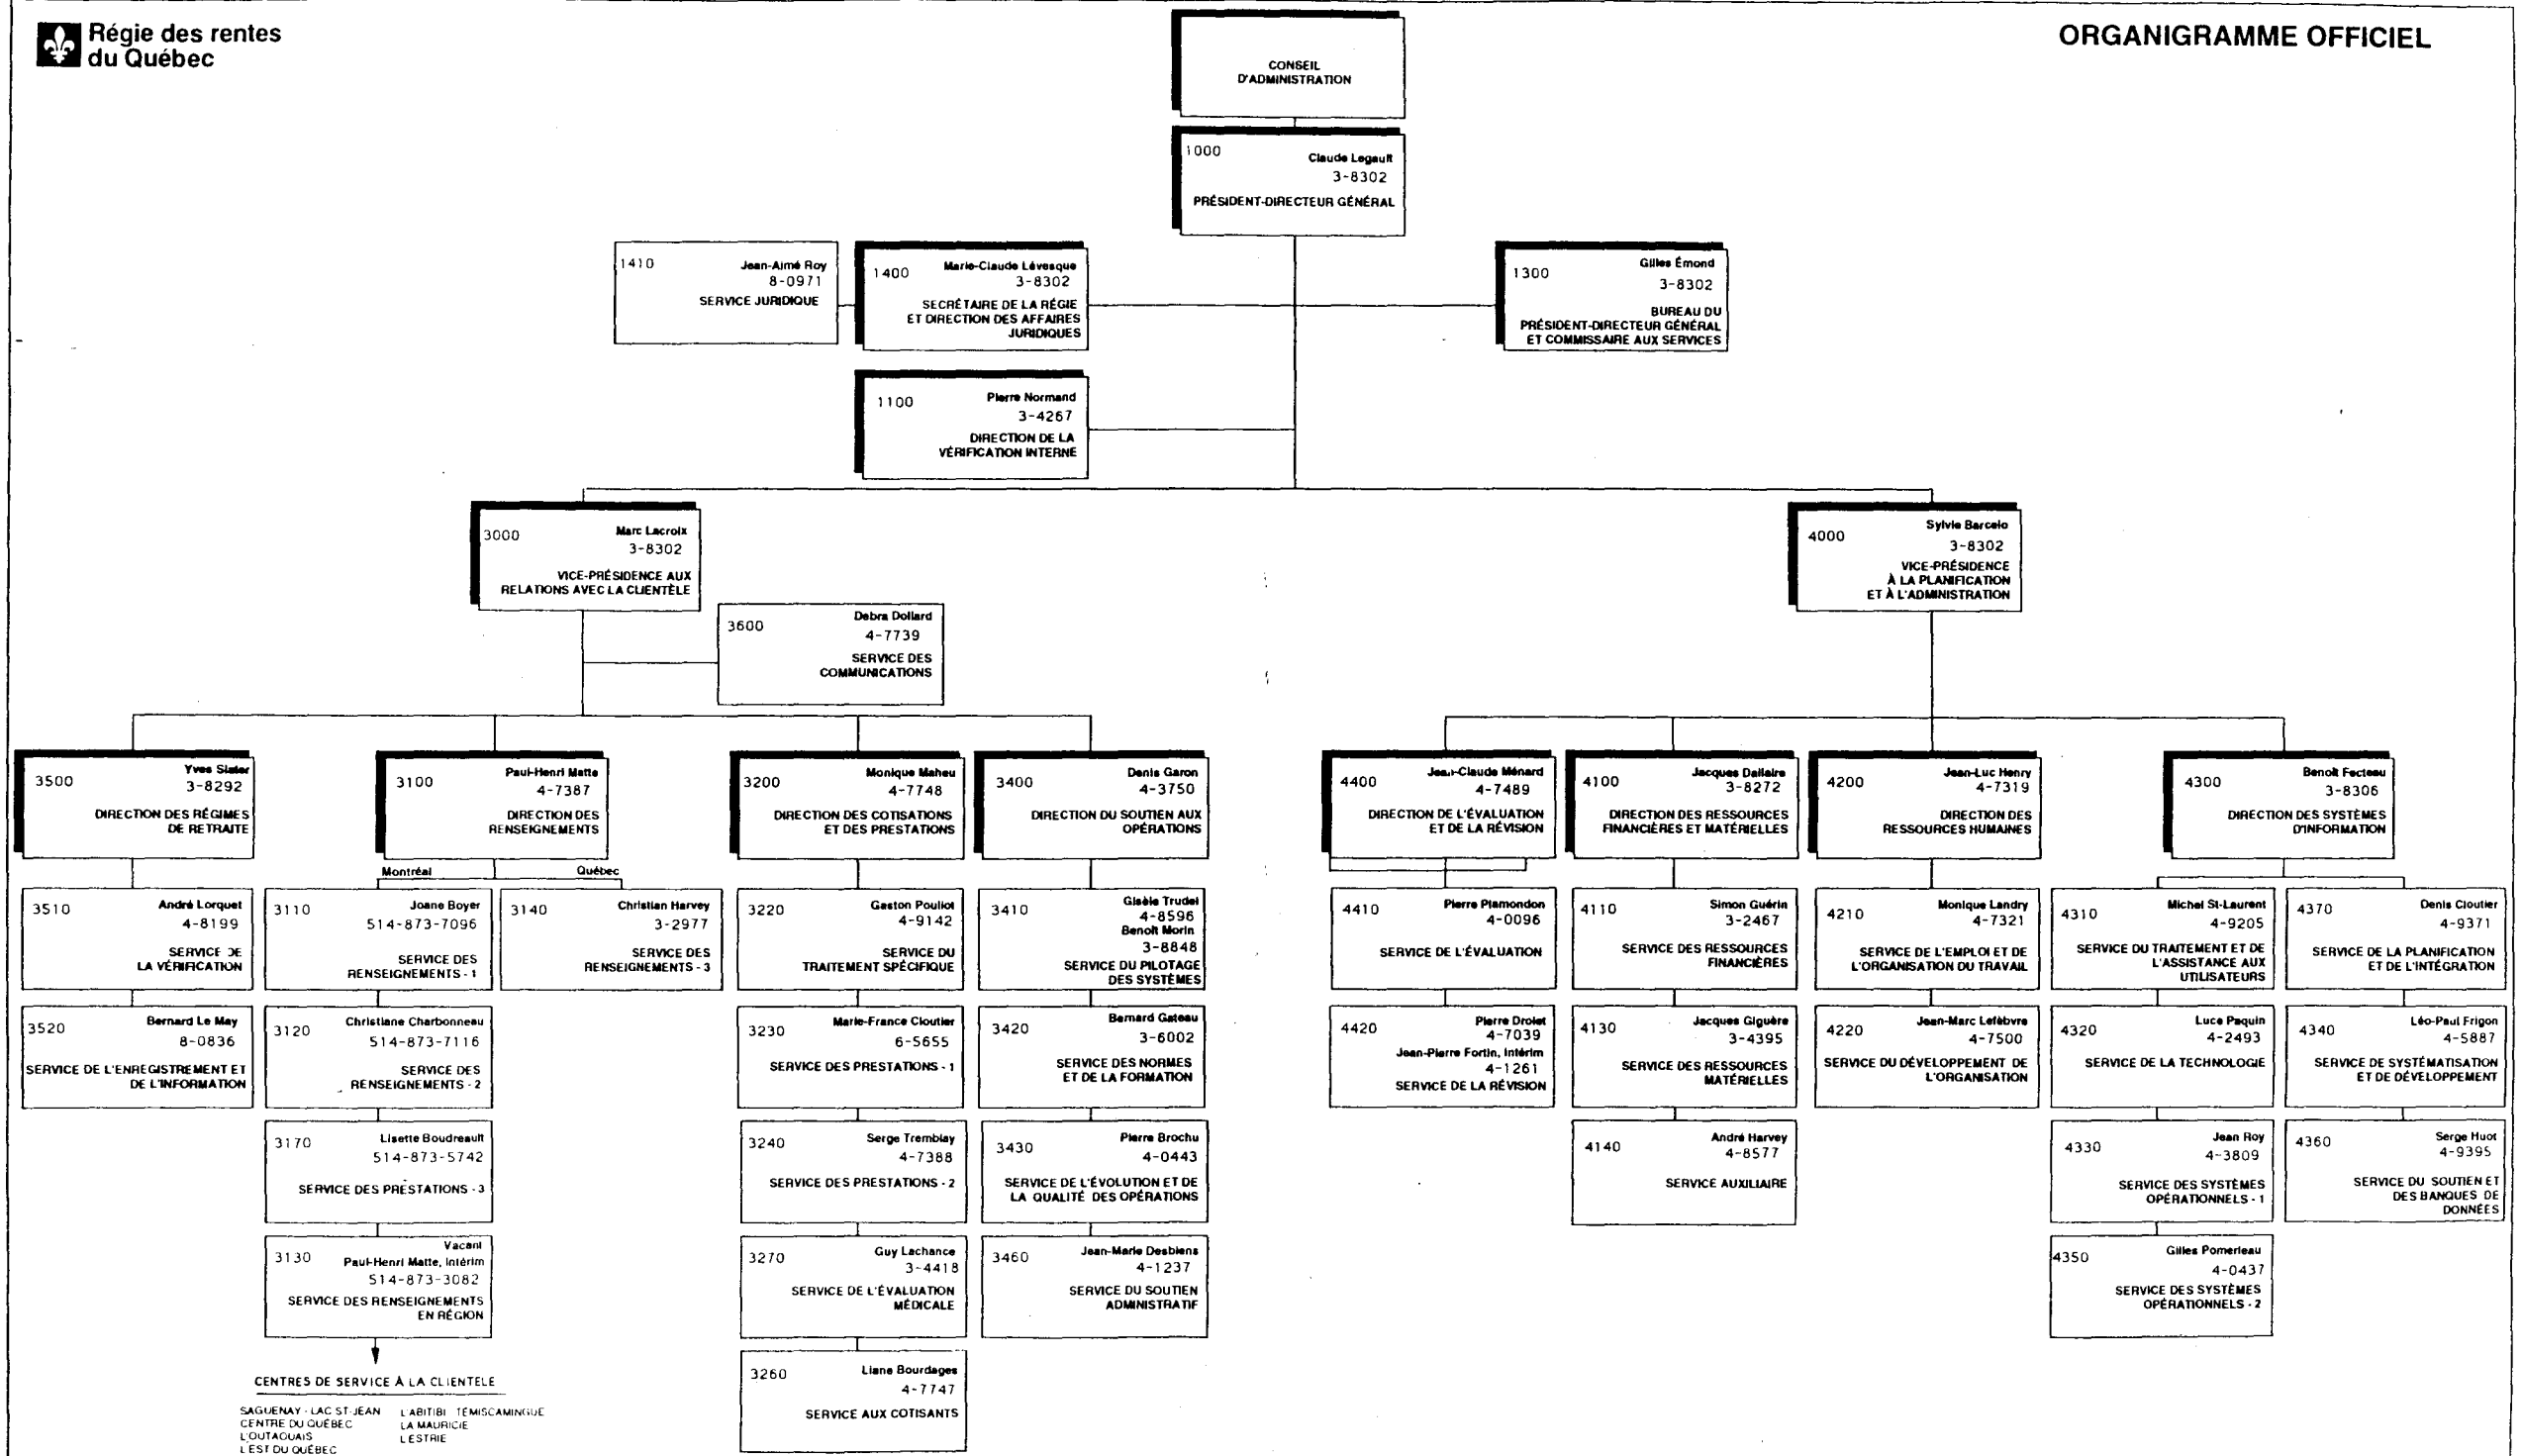 Régie des rentes
du Québec
ORGANIGRAMME OFFICIEL
CONSEIL
D'ADMINISTRATION
1000
Claude Legault
3-8302
PRÉSIDENT-DIRECTEUR GÉNÉRAL
1410
Jean-Aimé Roy
8-0971
SERVICE JURIDIQUE
1400
Marie-Claude Lévesque
3-8302
SECRÉTAIRE DE LA RÉGIE
ET DIRECTION DES AFFAIRES
JURIDIQUES
1300
Gilles Émond
3-8302
BUREAU DU
PRÉSIDENT-DIRECTEUR GÉNÉRAL
ET COMMISSAIRE AUX SERVICES
1100
Pierre Normand
3-4267
DIRECTION DE LA
VÉRIFICATION INTERNE
3000
Marc Lacroix
3-8302
VICE-PRÉSIDENCE AUX
RELATIONS AVEC LA CLIENTÈLE
4000
Sylvie Barcelo
3-8302
VICE-PRÉSIDENCE
À LA PLANIFICATION
ET À L'ADMINISTRATION
3600
Debra Dollard
4-7739
SERVICE DES
COMMUNICATIONS
3500
Yves Slater
3-8292
DIRECTION DES RÉGIMES
DE RETRAITE
3100
Paul-Henri Matte
4-7387
DIRECTION DES
RENSEIGNEMENTS
3200
Monique Maheu
4-7748
DIRECTION DES COTISATIONS
ET DES PRESTATIONS
3400
Denis Garon
4-3750
DIRECTION DU SOUTIEN AUX
OPÉRATIONS
4400
Jean-Claude Ménard
4-7489
DIRECTION DE L'ÉVALUATION
ET DE LA RÉVISION
4100
Jacques Dallaire
3-8272
DIRECTION DES RESSOURCES
FINANCIÈRES ET MATÉRIELLES
4200
Jean-Luc Henry
4-7319
DIRECTION DES
RESSOURCES HUMAINES
4300
Benoît Fecteau
3-8306
DIRECTION DES SYSTÈMES
D'INFORMATION
Montréal
Québec
3510
André Lorquet
4-8199
SERVICE DE
LA VÉRIFICATION
3110
Joane Boyer
514-873-7096
SERVICE DES
RENSEIGNEMENTS - 1
3140
Christian Harvey
3-2977
SERVICE DES
RENSEIGNEMENTS - 3
3220
Gaston Pouliot
4-9142
SERVICE DU
TRAITEMENT SPÉCIFIQUE
3410
Gisèle Trudel
4-8596
Benoît Morin
3-8848
SERVICE DU PILOTAGE
DES SYSTÈMES
4410
Pierre Plamondon
4-0096
SERVICE DE L'ÉVALUATION
4110
Simon Guérin
3-2467
SERVICE DES RESSOURCES
FINANCIÈRES
4210
Monique Landry
4-7321
SERVICE DE L'EMPLOI ET DE
L'ORGANISATION DU TRAVAIL
4310
Michel St-Laurent
4-9205
SERVICE DU TRAITEMENT ET DE
L'ASSISTANCE AUX
UTILISATEURS
4370
Denis Cloutier
4-9371
SERVICE DE LA PLANIFICATION
ET DE L'INTÉGRATION
3520
Bernard Le May
8-0836
SERVICE DE L'ENREGISTREMENT ET
DE L'INFORMATION
3120
Christiane Charbonneau
514-873-7116
SERVICE DES
RENSEIGNEMENTS - 2
3230
Marie-France Cloutier
6-5655
SERVICE DES PRESTATIONS - 1
3420
Bernard Gateau
3-6002
SERVICE DES NORMES
ET DE LA FORMATION
4420
Pierre Drolet
4-7039
Jean-Pierre Fortin, Intérim
4-1261
SERVICE DE LA RÉVISION
4130
Jacques Giguère
3-4395
SERVICE DES RESSOURCES
MATÉRIELLES
4220
Jean-Marc Lefèbvre
4-7500
SERVICE DU DÉVELOPPEMENT DE
L'ORGANISATION
4320
Luce Paquin
4-2493
SERVICE DE LA TECHNOLOGIE
4340
Léo-Paul Frigon
4-5887
SERVICE DE SYSTÉMATISATION
ET DE DÉVELOPPEMENT
3170
Lisette Boudreault
514-873-5742
SERVICE DES PRESTATIONS - 3
3240
Serge Tremblay
4-7388
SERVICE DES PRESTATIONS - 2
3430
Pierre Brochu
4-0443
SERVICE DE L'ÉVOLUTION ET DE
LA QUALITÉ DES OPÉRATIONS
4140
André Harvey
4-8577
SERVICE AUXILIAIRE
4330
Jean Roy
4-3809
SERVICE DES SYSTÈMES
OPÉRATIONNELS - 1
4360
Serge Huot
4-9395
SERVICE DU SOUTIEN ET
DES BANQUES DE
DONNÉES
3130
Vacant
Paul-Henri Matte, Intérim
514-873-3082
SERVICE DES RENSEIGNEMENTS
EN RÉGION
3270
Guy Lachance
3-4418
SERVICE DE L'ÉVALUATION
MÉDICALE
3460
Jean-Marie Desbiens
4-1237
SERVICE DU SOUTIEN
ADMINISTRATIF
4350
Gilles Pomerleau
4-0437
SERVICE DES SYSTÈMES
OPÉRATIONNELS - 2
3260
Liane Bourdages
4-7747
SERVICE AUX COTISANTS
CENTRES DE SERVICE À LA CLIENTELE
SAGUENAY - LAC ST-JEAN
CENTRE DU QUÉBEC
L'OUTAOUAIS
L'EST DU QUÉBEC
L'ABITIBI TÉMISCAMINGUE
LA MAURICIE
L'ESTRIE